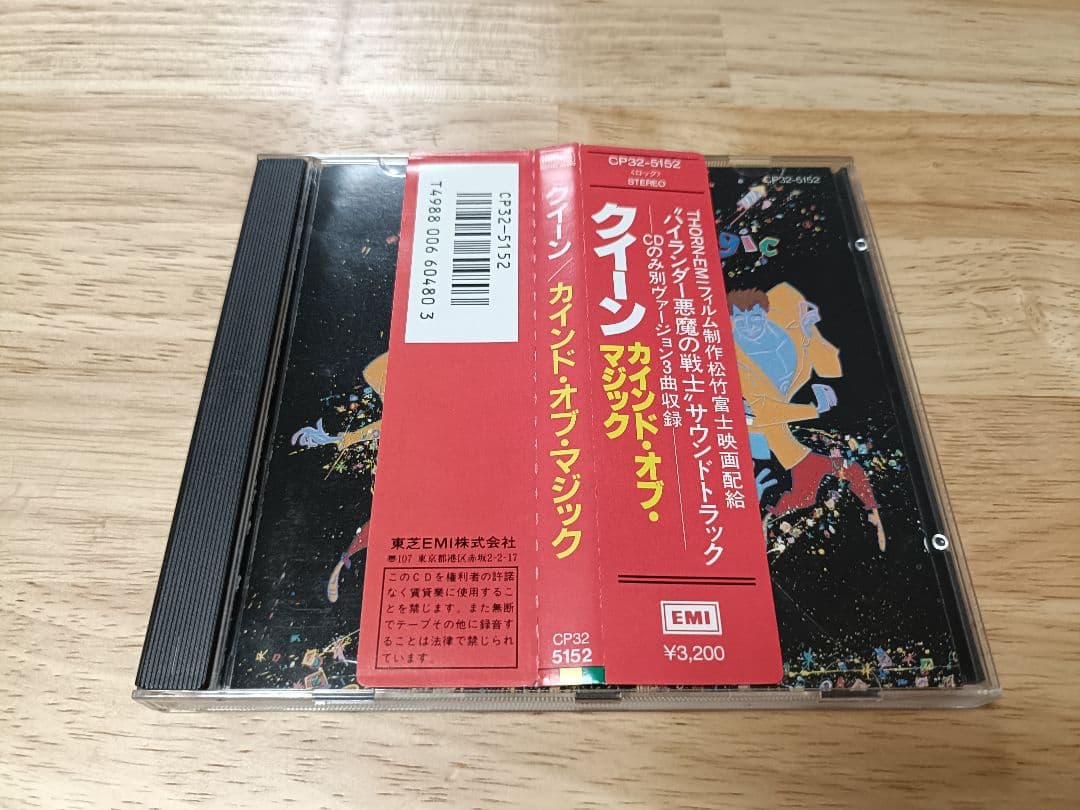 CP32-5152
T4988 006 60480 3
東芝EMI株式会社
〒107 東京都港区赤坂2-2-17
このCDを権利者の許諾
なく賃貸業に使用するこ
とを禁じます。また無断
でテープその他に録音す
ることは法律で禁じられ
ています。
クイーン/カインド・オブ・マジック
CP32
5152
CP32-5152
〈ロック〉
STEREO
THORN-EMIフィルム制作松竹富士映画配給
"ハイランダー悪魔の戦士"サウンドトラック
CDのみ別ヴァージョン3曲収録
クイーン
カインド・オブ・
マジック
EMI
¥3,200
CP32-5152
gic